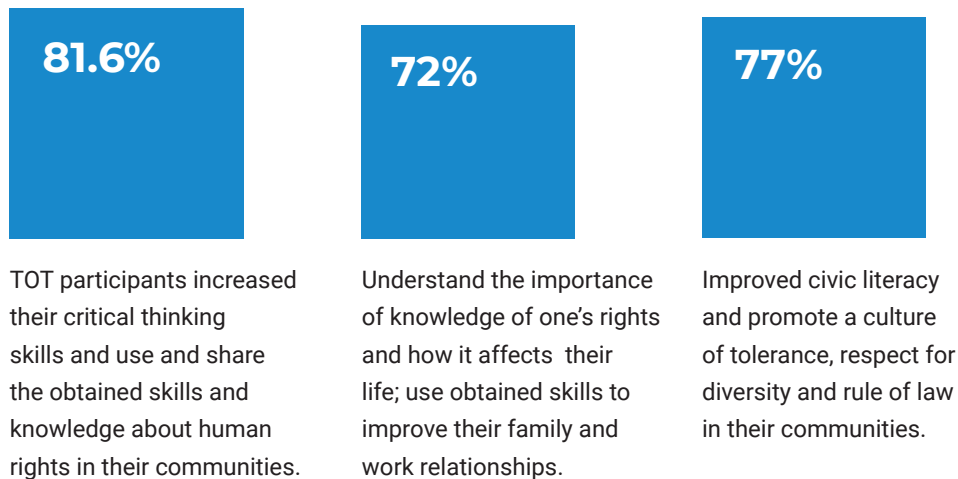 81.6%
TOT participants increased
their critical thinking
skills and use and share
the obtained skills and
knowledge about human
rights in their communities.
72%
Understand the importance
of knowledge of one’s rights
and how it affects  their
life; use obtained skills to
improve their family and
work relationships.
77%
Improved civic literacy
and promote a culture
of tolerance, respect for
diversity and rule of law
in their communities.